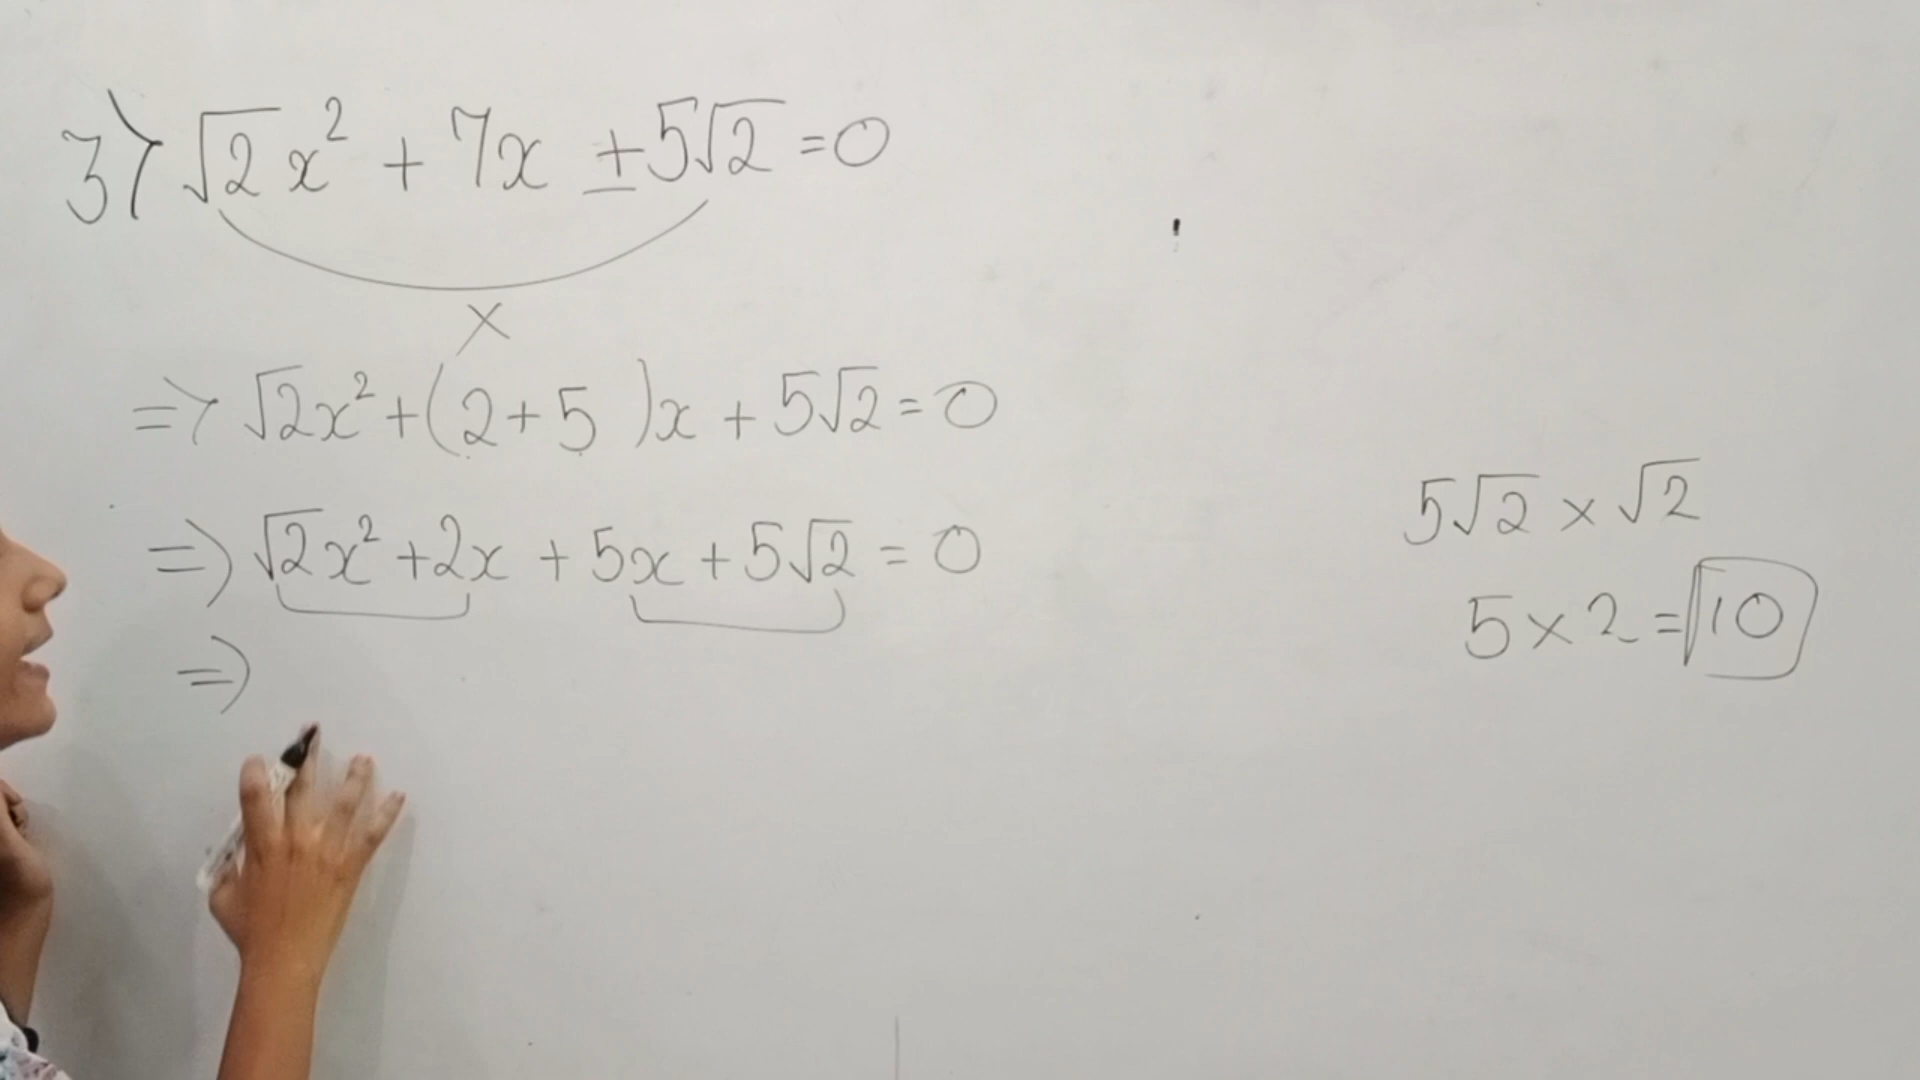 3) √2x² + 7x ± 5√2 = 0
×
=> √2x² + (2+5)x + 5√2 = 0
=> √2x² + 2x + 5x + 5√2 = 0
=>
5√2 × √2
5 × 2 = 10